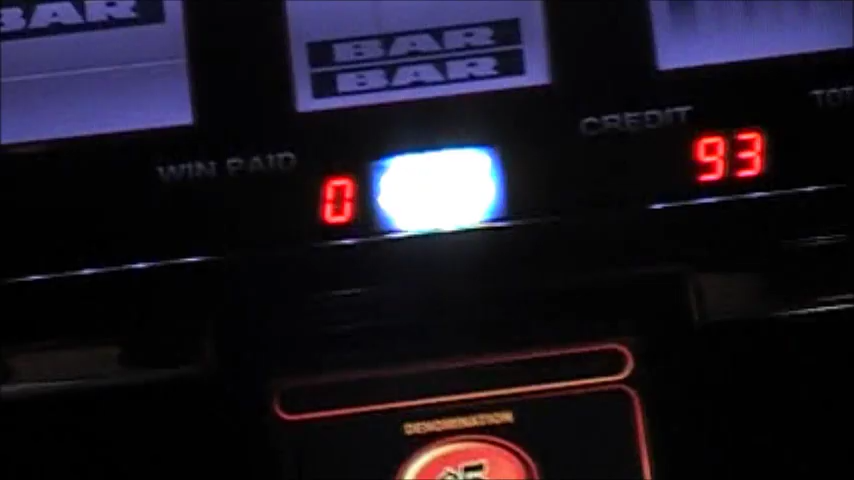 BAR
BAR
BAR
WIN PAID 0
CREDIT 93
DENOMINATION